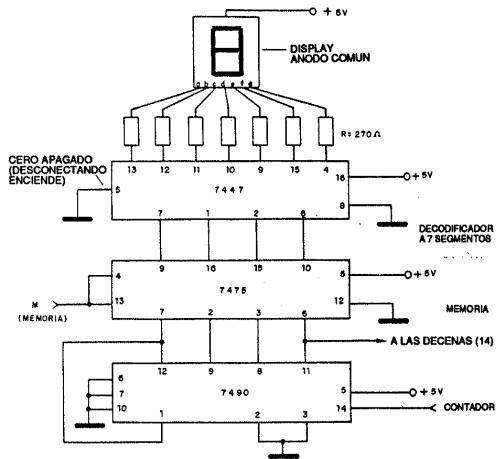 + 5V
DISPLAY
ANODO COMUN
a b c d e f g
R=270Ω
13 12 11 10 9 15 4
CERO APAGADO
(DESCONECTANDO
ENCIENDE)
5
7447
16
+ 5V
8
7 1 2 6
DECODIFICADOR
A 7 SEGMENTOS
9 16 15 10
4
7475
5
+ 5V
M
(MEMORIA)
13
12
MEMORIA
7 2 3 6
A LAS DECENAS (14)
12 9 8 11
6
7
10
7490
5
+ 5V
14
CONTADOR
1 2 3